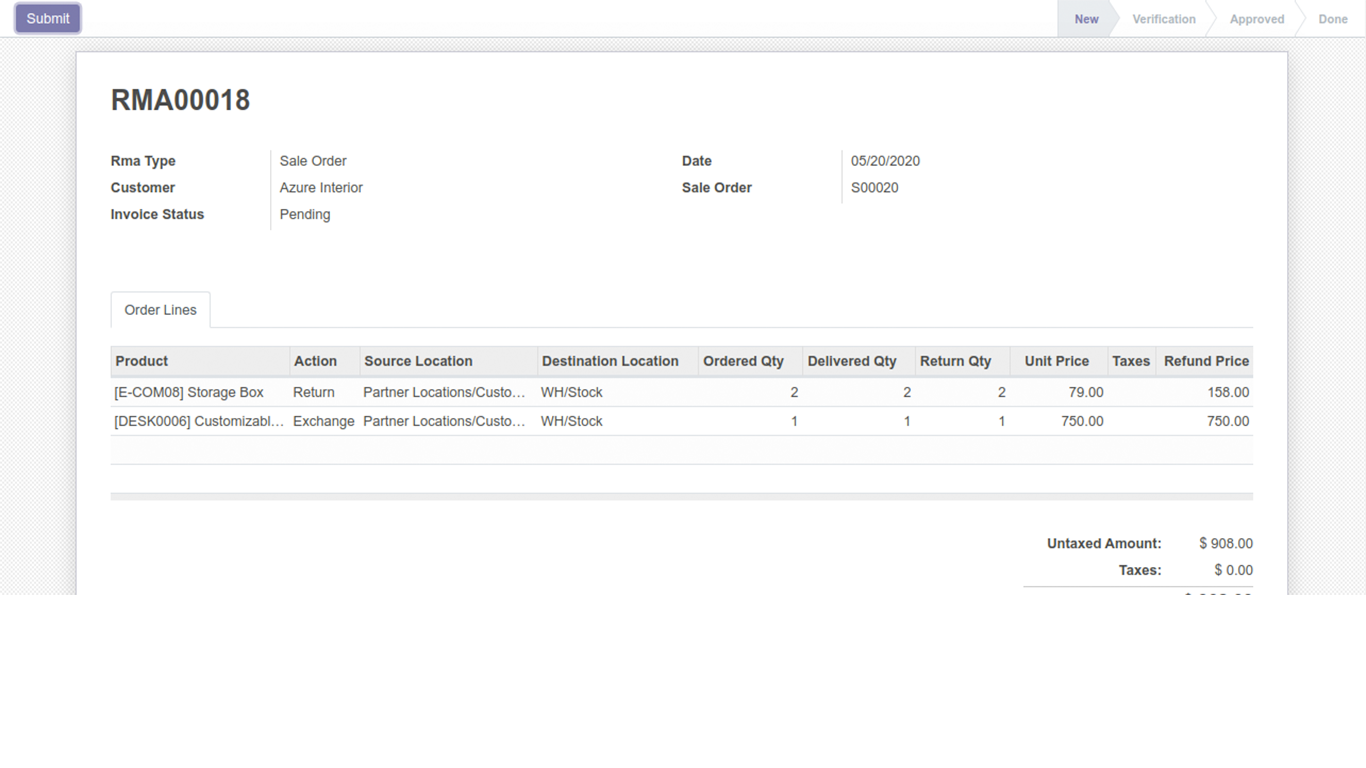 Submit New Verification Approved Done
RMA00018
Rma Type Sale Order Date 05/20/2020
Customer Azure Interior Sale Order S00020
Invoice Status Pending
Order Lines
Product Action Source Location Destination Location Ordered Qty Delivered Qty Return Qty Unit Price Taxes Refund Price
[E-COM08] Storage Box Return Partner Locations/Custo... WH/Stock 2 2 2 79.00 158.00
[DESK0006] Customizabl... Exchange Partner Locations/Custo... WH/Stock 1 1 1 750.00 750.00
Untaxed Amount: $ 908.00
Taxes: $ 0.00